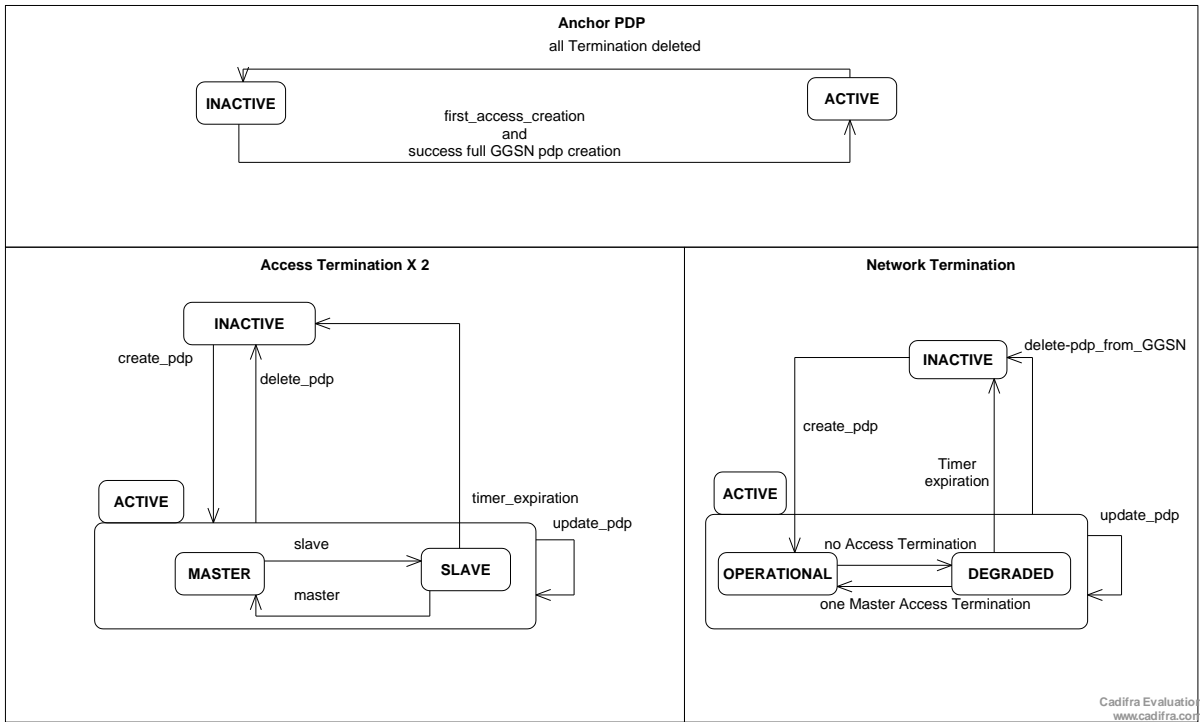 Anchor PDP
all Termination deleted
INACTIVE
ACTIVE
first_access_creation
and
success full GGSN pdp creation
Access Termination X 2
INACTIVE
create_pdp
delete_pdp
timer_expiration
ACTIVE
update_pdp
slave
MASTER
SLAVE
master
Network Termination
delete-pdp_from_GGSN
INACTIVE
create_pdp
Timer
expiration
ACTIVE
update_pdp
no Access Termination
OPERATIONAL
DEGRADED
one Master Access Termination
Cadifra Evaluation
www.cadifra.com